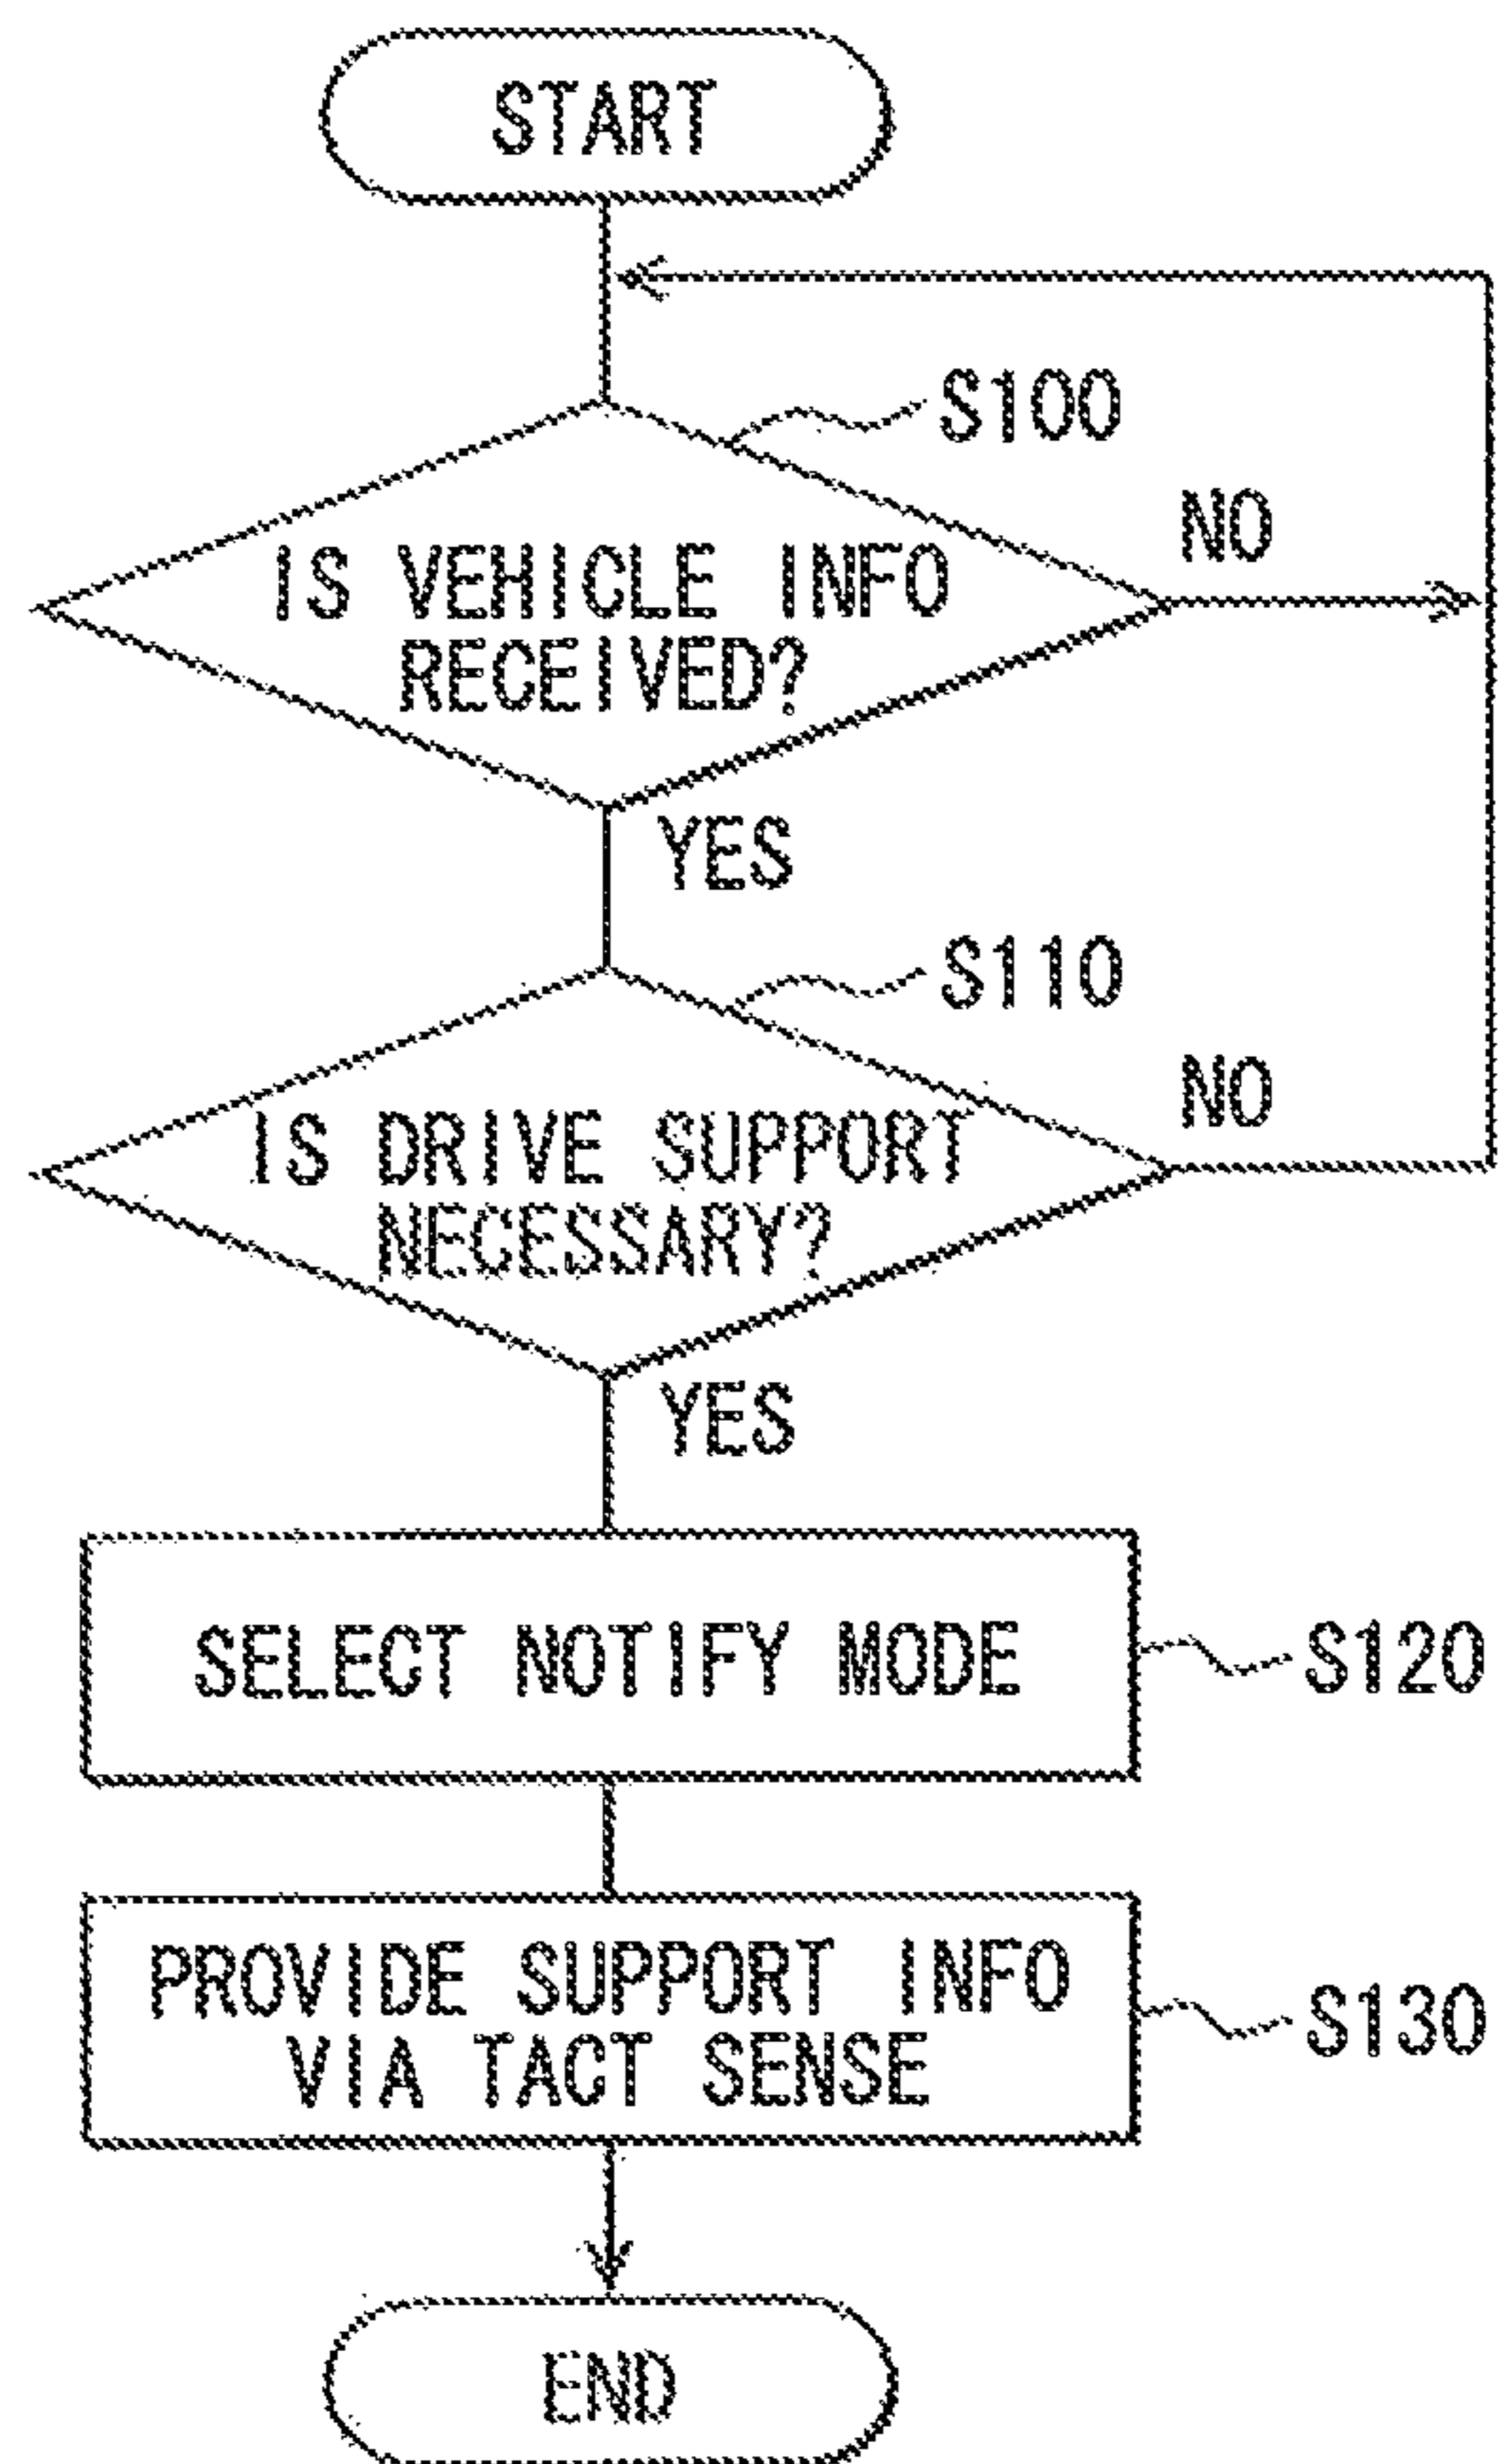 START
S100
NO
IS VEHICLE INFO
RECEIVED?
YES
S110
NO
IS DRIVE SUPPORT
NECESSARY?
YES
SELECT NOTIFY MODE
S120
PROVIDE SUPPORT INFO
VIA TACT SENSE
S130
END